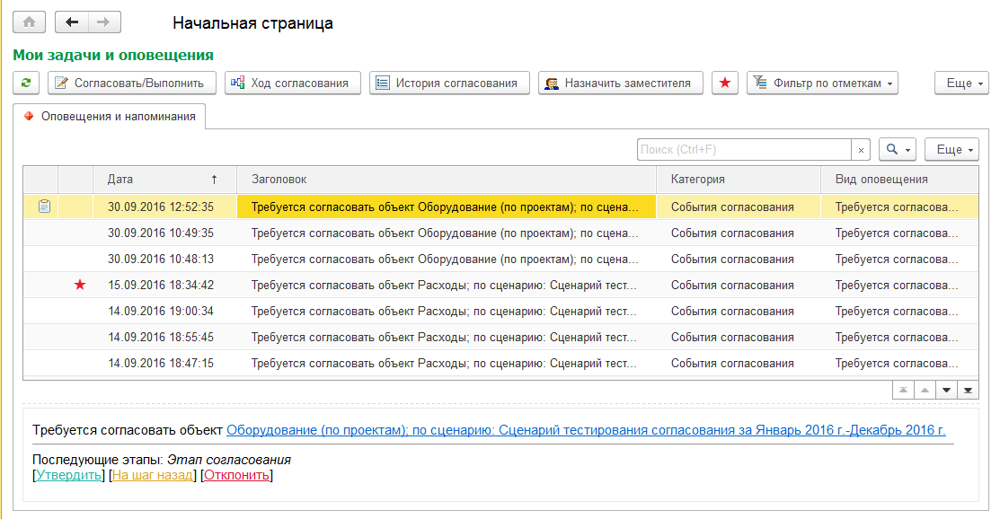 Начальная страница
Мои задачи и оповещения
Согласовать/Выполнить Ход согласования История согласования Назначить заместителя Фильтр по отметкам Еще
Оповещения и напоминания
Поиск (Ctrl+F) × Еще
Дата ↑ Заголовок Категория Вид оповещения
30.09.2016 12:52:35 Требуется согласовать объект Оборудование (по проектам); по сцена... События согласования Требуется согласова...
30.09.2016 10:49:35 Требуется согласовать объект Оборудование (по проектам); по сцена... События согласования Требуется согласова...
30.09.2016 10:48:13 Требуется согласовать объект Оборудование (по проектам); по сцена... События согласования Требуется согласова...
15.09.2016 18:34:42 Требуется согласовать объект Расходы; по сценарию: Сценарий тест... События согласования Требуется согласова...
14.09.2016 19:00:34 Требуется согласовать объект Расходы; по сценарию: Сценарий тест... События согласования Требуется согласова...
14.09.2016 18:55:45 Требуется согласовать объект Расходы; по сценарию: Сценарий тест... События согласования Требуется согласова...
14.09.2016 18:47:15 Требуется согласовать объект Расходы; по сценарию: Сценарий тест... События согласования Требуется согласова...
Требуется согласовать объект Оборудование (по проектам); по сценарию: Сценарий тестирования согласования за Январь 2016 г.-Декабрь 2016 г.
Последующие этапы: Этап согласования
[Утвердить] [На шаг назад] [Отклонить]